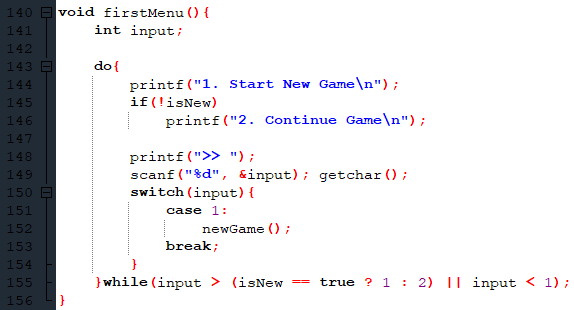 140 void firstMenu(){
141 int input;
142
143 do{
144 printf("1. Start New Game\n");
145 if(!isNew)
146 printf("2. Continue Game\n");
147
148 printf(">> ");
149 scanf("%d", &input); getchar();
150 switch(input){
151 case 1:
152 newGame();
153 break;
154 }
155 }while(input > (isNew == true ? 1 : 2) || input < 1);
156 }